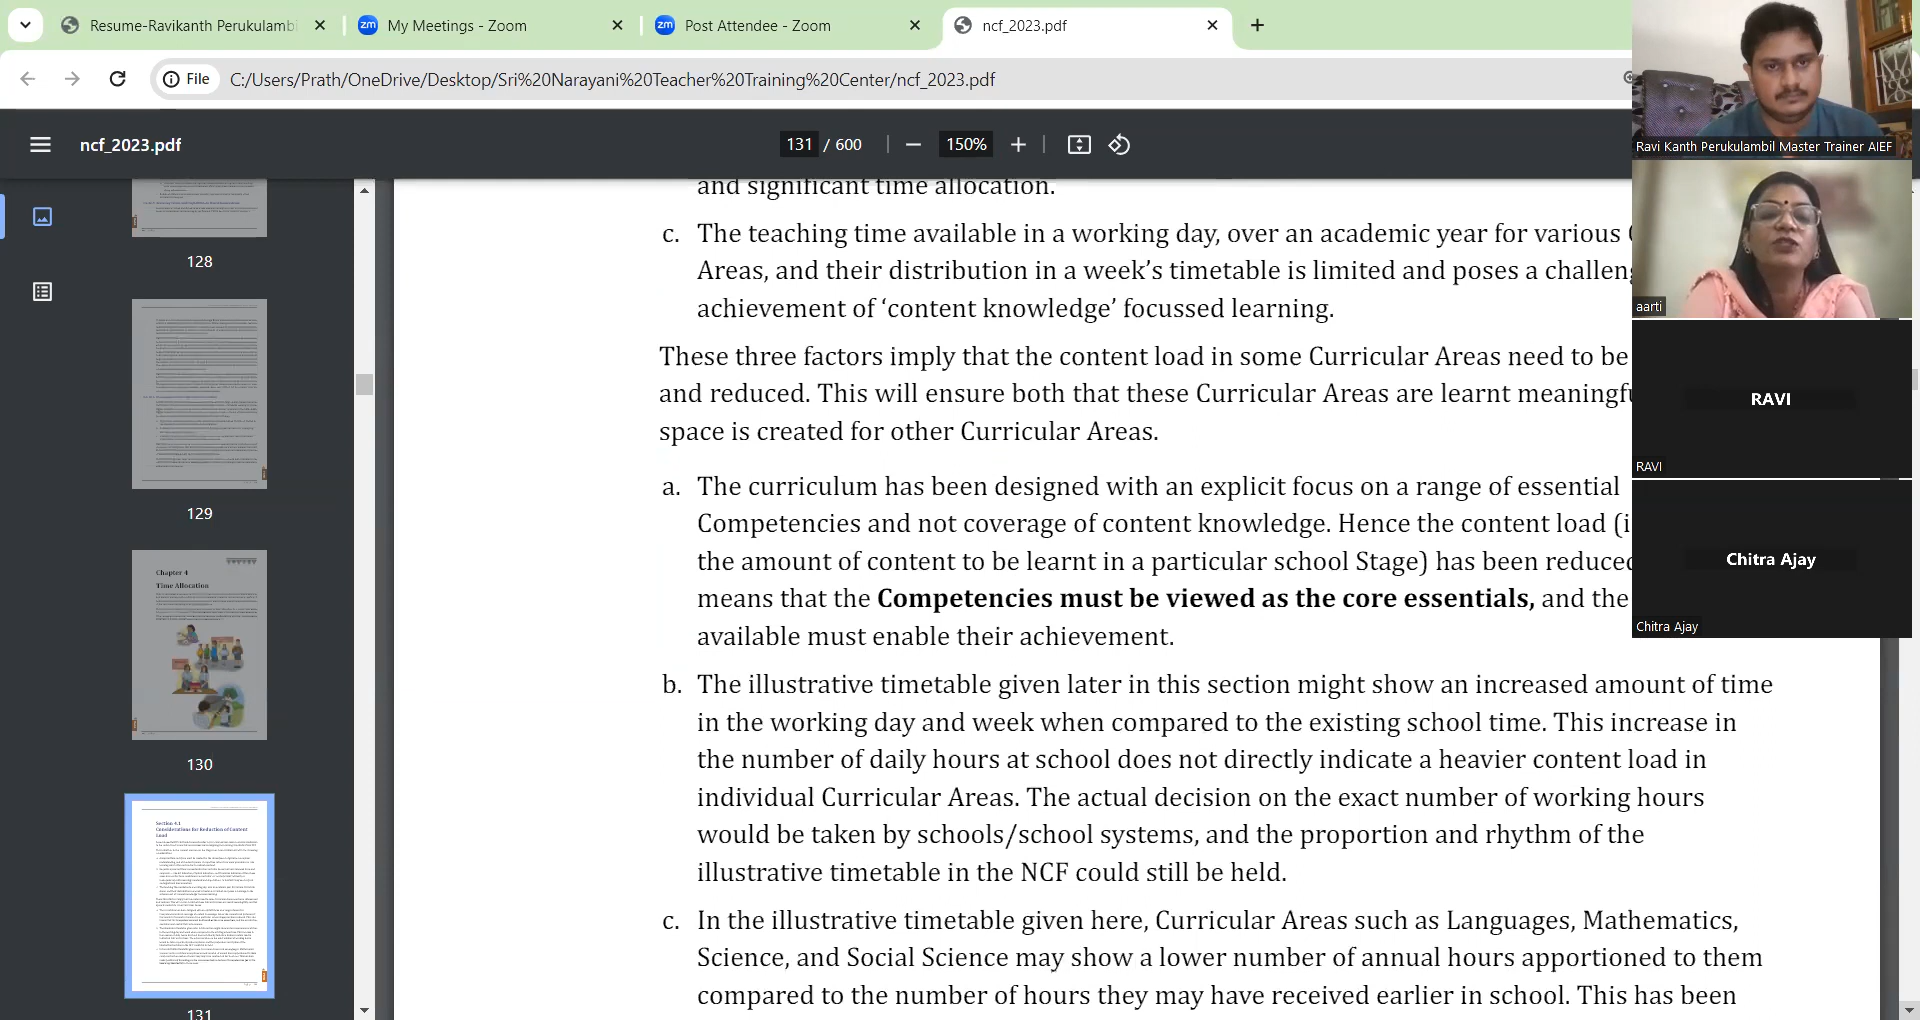 Resume-Ravikanth Perukulambi
My Meetings - Zoom
Post Attendee - Zoom
ncf_2023.pdf
File
C:/Users/Prath/OneDrive/Desktop/Sri%20Narayani%20Teacher%20Training%20Center/ncf_2023.pdf
ncf_2023.pdf
131 / 600
150%
128
129
Chapter 4
Time Allocation
130
Section 4.1
Considerations for Reduction of Content
Load
131
and significant time allocation.
c. The teaching time available in a working day, over an academic year for various
Areas, and their distribution in a week’s timetable is limited and poses a challeng
achievement of ‘content knowledge’ focussed learning.
These three factors imply that the content load in some Curricular Areas need to be
and reduced. This will ensure both that these Curricular Areas are learnt meaningfu
space is created for other Curricular Areas.
a. The curriculum has been designed with an explicit focus on a range of essential
Competencies and not coverage of content knowledge. Hence the content load (i
the amount of content to be learnt in a particular school Stage) has been reduced
means that the Competencies must be viewed as the core essentials, and the
available must enable their achievement.
b. The illustrative timetable given later in this section might show an increased amount of time
in the working day and week when compared to the existing school time. This increase in
the number of daily hours at school does not directly indicate a heavier content load in
individual Curricular Areas. The actual decision on the exact number of working hours
would be taken by schools/school systems, and the proportion and rhythm of the
illustrative timetable in the NCF could still be held.
c. In the illustrative timetable given here, Curricular Areas such as Languages, Mathematics,
Science, and Social Science may show a lower number of annual hours apportioned to them
compared to the number of hours they may have received earlier in school. This has been
Ravi Kanth Perukulambil Master Trainer AIEF
aarti
RAVI
RAVI
Chitra Ajay
Chitra Ajay